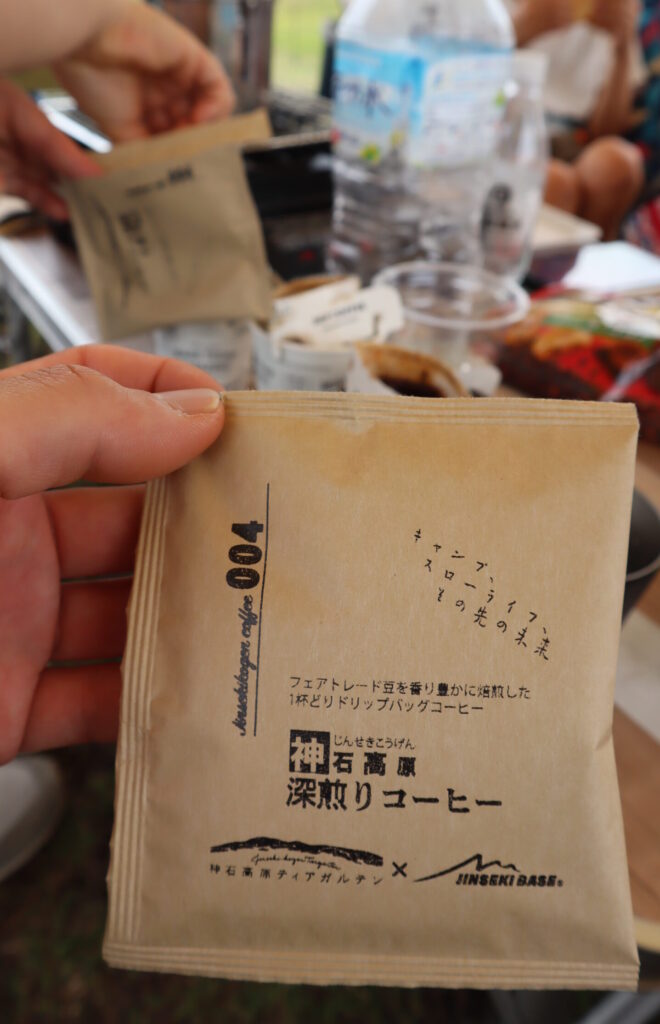 Jinsekikogen coffee 004
キャンプ、
スローライフ、
その先の未来
フェアトレード豆を香り豊かに焙煎した
1杯どりドリップバッグコーヒー
じんせきこうげん
神石高原
深煎りコーヒー
神石高原ティアガルテン × JINSEKI BASE®